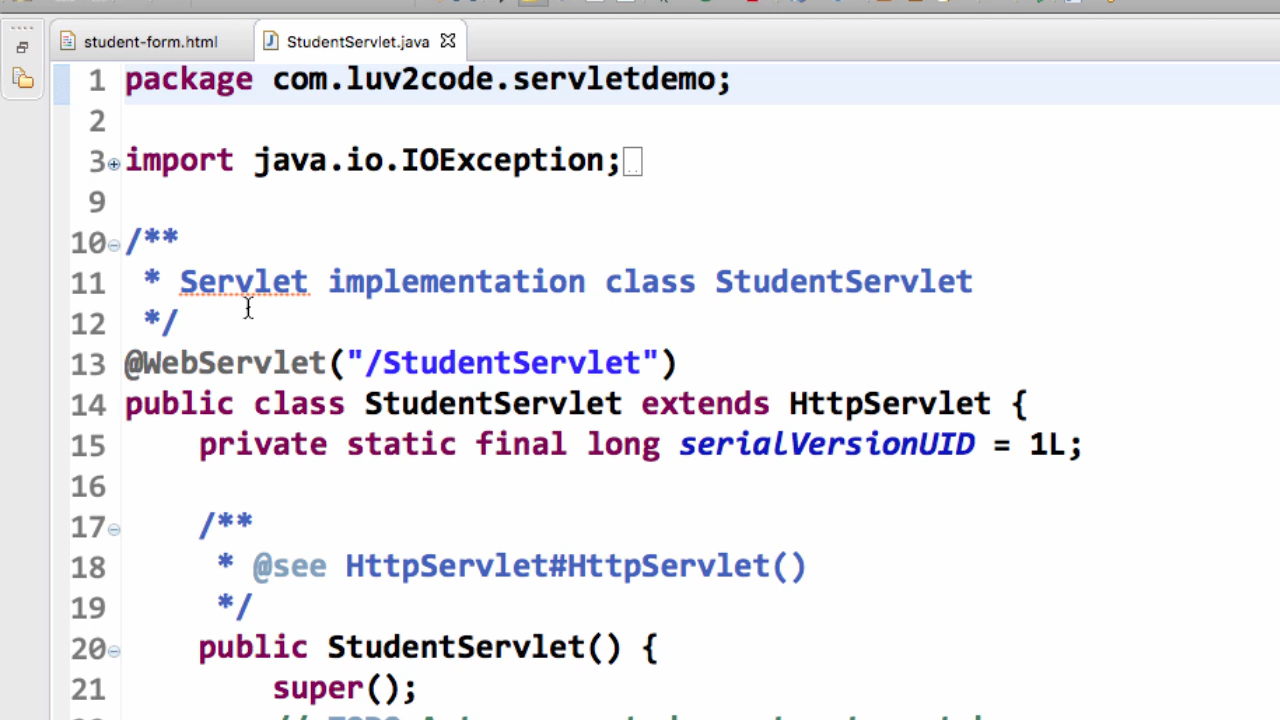 student-form.html
StudentServlet.java
1 package com.luv2code.servletdemo;
2
3 import java.io.IOException;
9
10 /**
11 * Servlet implementation class StudentServlet
12 */
13 @WebServlet("/StudentServlet")
14 public class StudentServlet extends HttpServlet {
15 private static final long serialVersionUID = 1L;
16
17 /**
18 * @see HttpServlet#HttpServlet()
19 */
20 public StudentServlet() {
21 super();